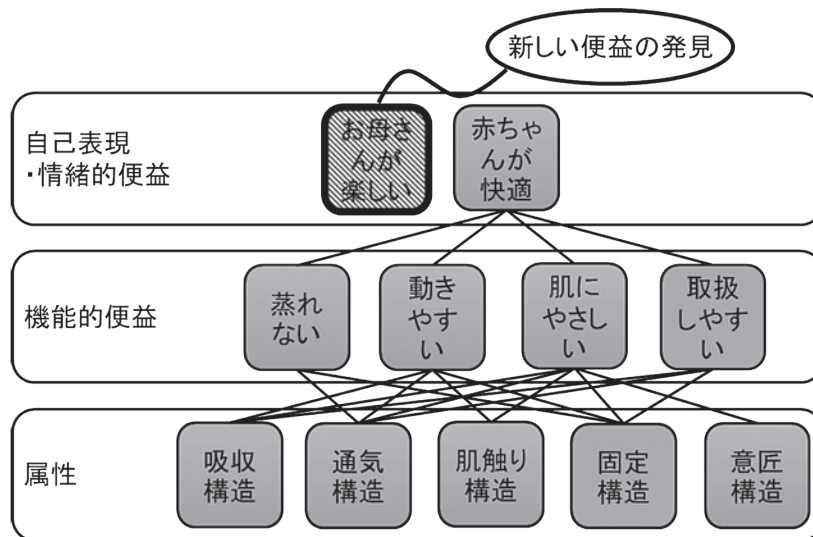 新しい便益の発見
自己表現
・情緒的便益
お母さ
んが
楽しい
赤ちゃ
んが
快適
機能的便益
蒸れ
ない
動き
やす
い
肌に
やさし
い
取扱
しやす
い
属性
吸収
構造
通気
構造
肌触り
構造
固定
構造
意匠
構造